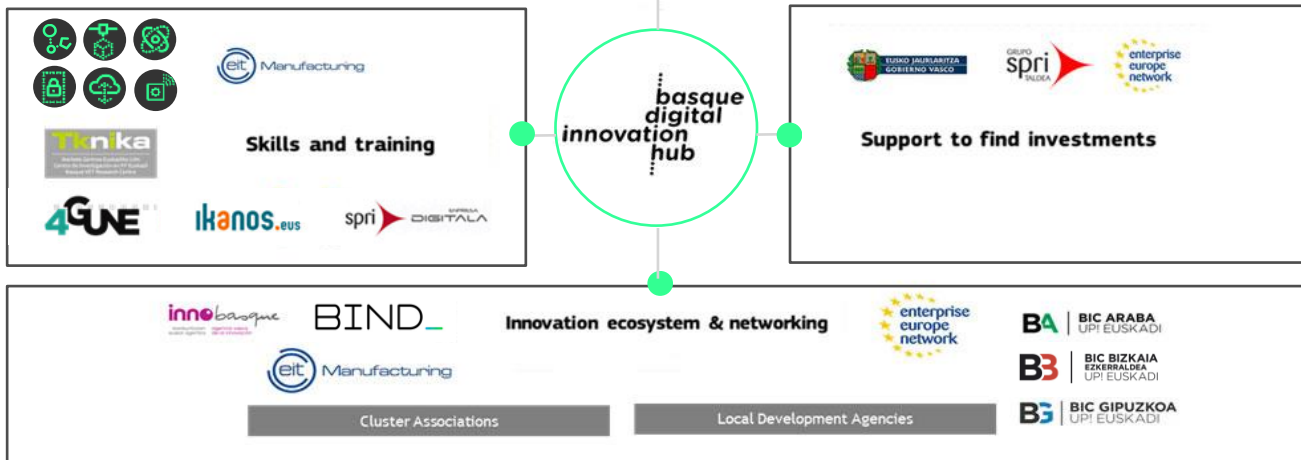 eit Manufacturing
Tknika
Skills and training
4GUNE
ikanos.eus
spri
DIGITALA
basque
digital
innovation
hub
EUSKO JAURLARITZA
GOBIERNO VASCO
GRUPO
spri
TALDEA
enterprise
europe
network
Support to find investments
innobasque
BIND_
Innovation ecosystem & networking
enterprise
europe
network
eit Manufacturing
BA BIC ARABA
UP! EUSKADI
BB BIC BIZKAIA
EZKERRALDEA
UP! EUSKADI
BG BIC GIPUZKOA
UP! EUSKADI
Cluster Associations
Local Development Agencies